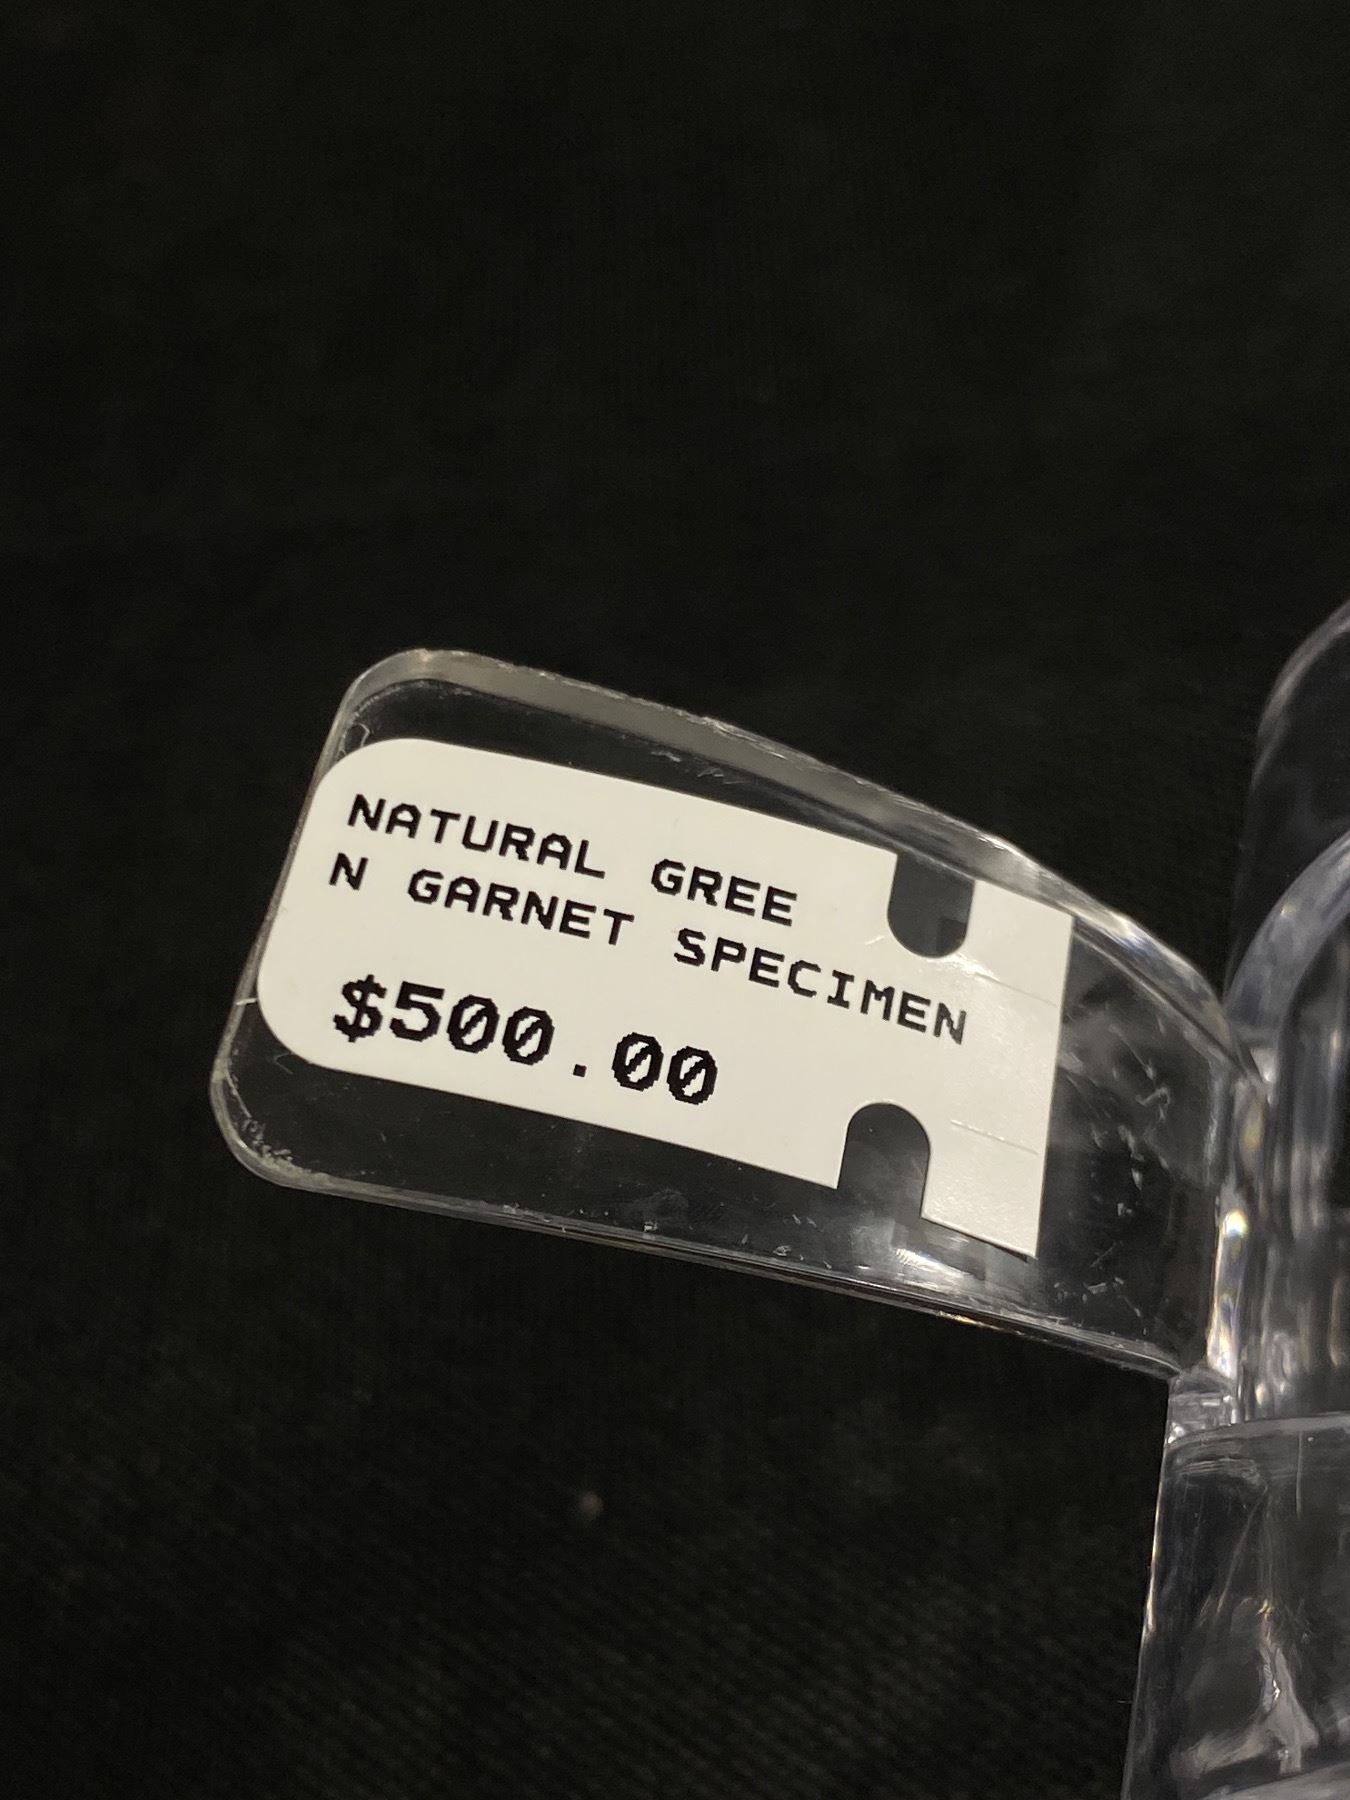 NATURAL GREE
N GARNET SPECIMEN
$500.00